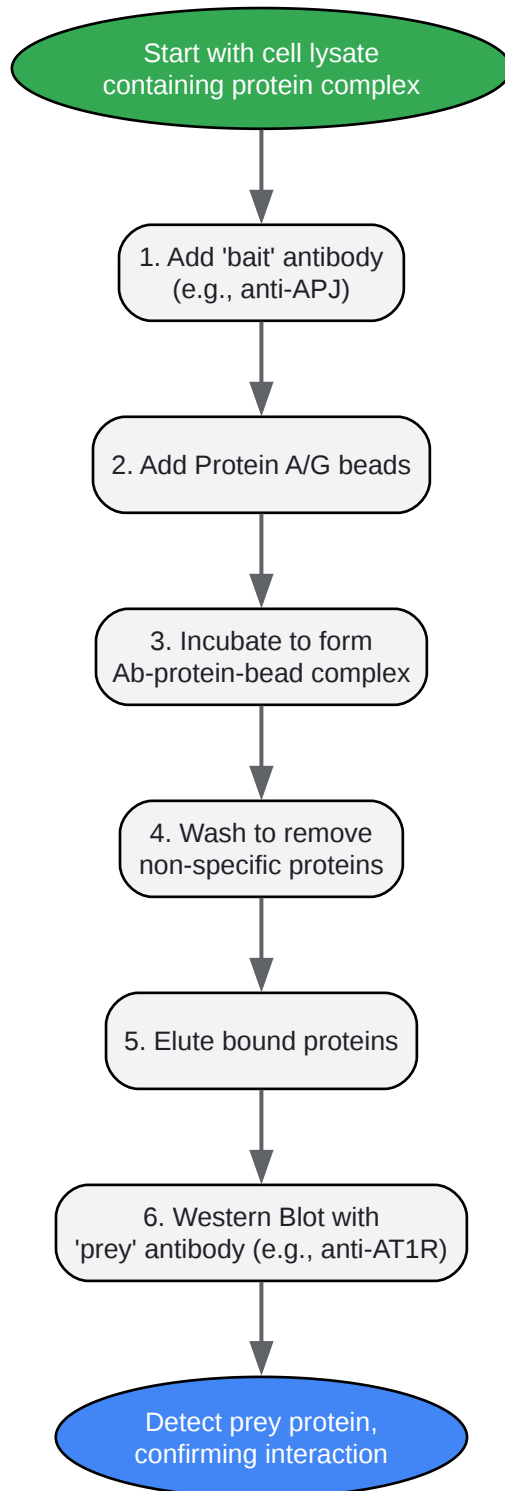 Start with cell lysate
containing protein complex
1. Add 'bait' antibody
(e.g., anti-APJ)
2. Add Protein A/G beads
3. Incubate to form
Ab-protein-bead complex
4. Wash to remove
non-specific proteins
5. Elute bound proteins
6. Western Blot with
'prey' antibody (e.g., anti-AT1R)
Detect prey protein,
confirming interaction